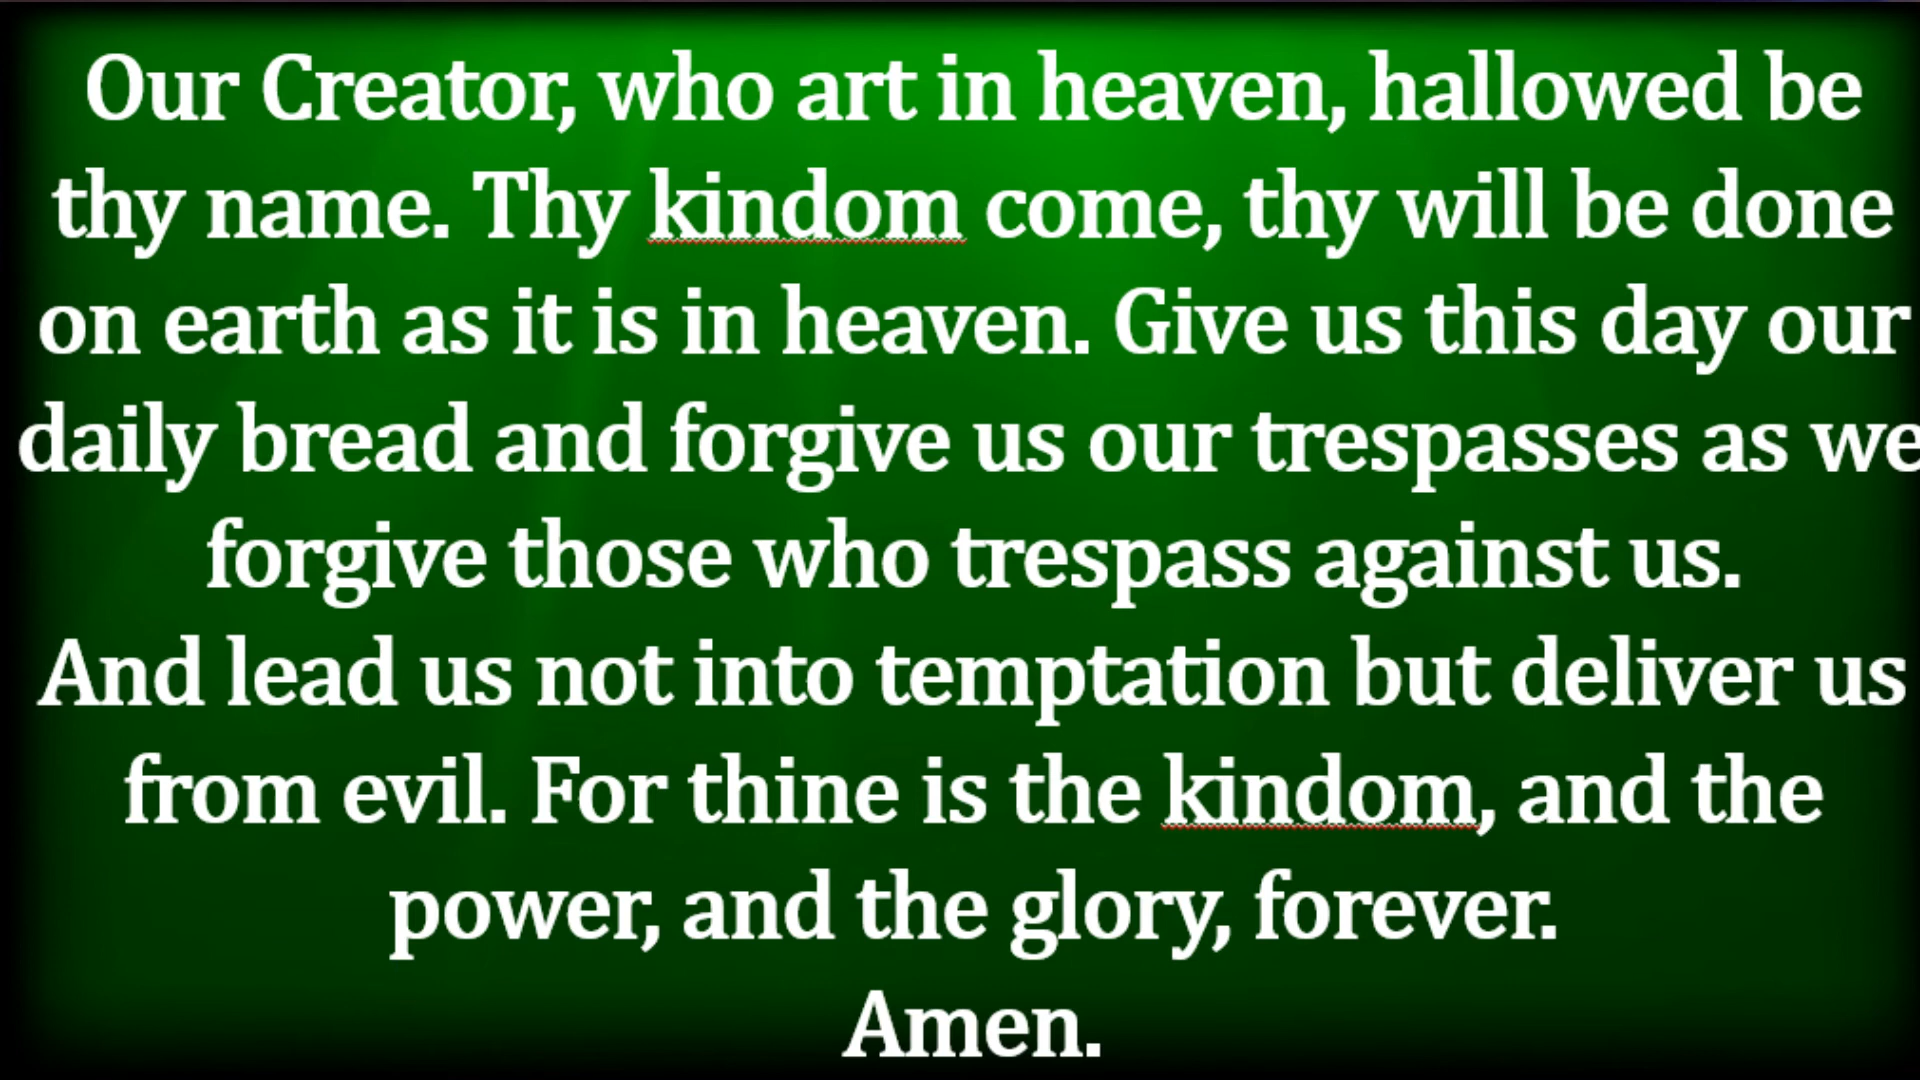 Our Creator, who art in heaven, hallowed be
thy name. Thy kindom come, thy will be done
on earth as it is in heaven. Give us this day our
daily bread and forgive us our trespasses as we
forgive those who trespass against us.
And lead us not into temptation but deliver us
from evil. For thine is the kindom, and the
power, and the glory, forever.
Amen.